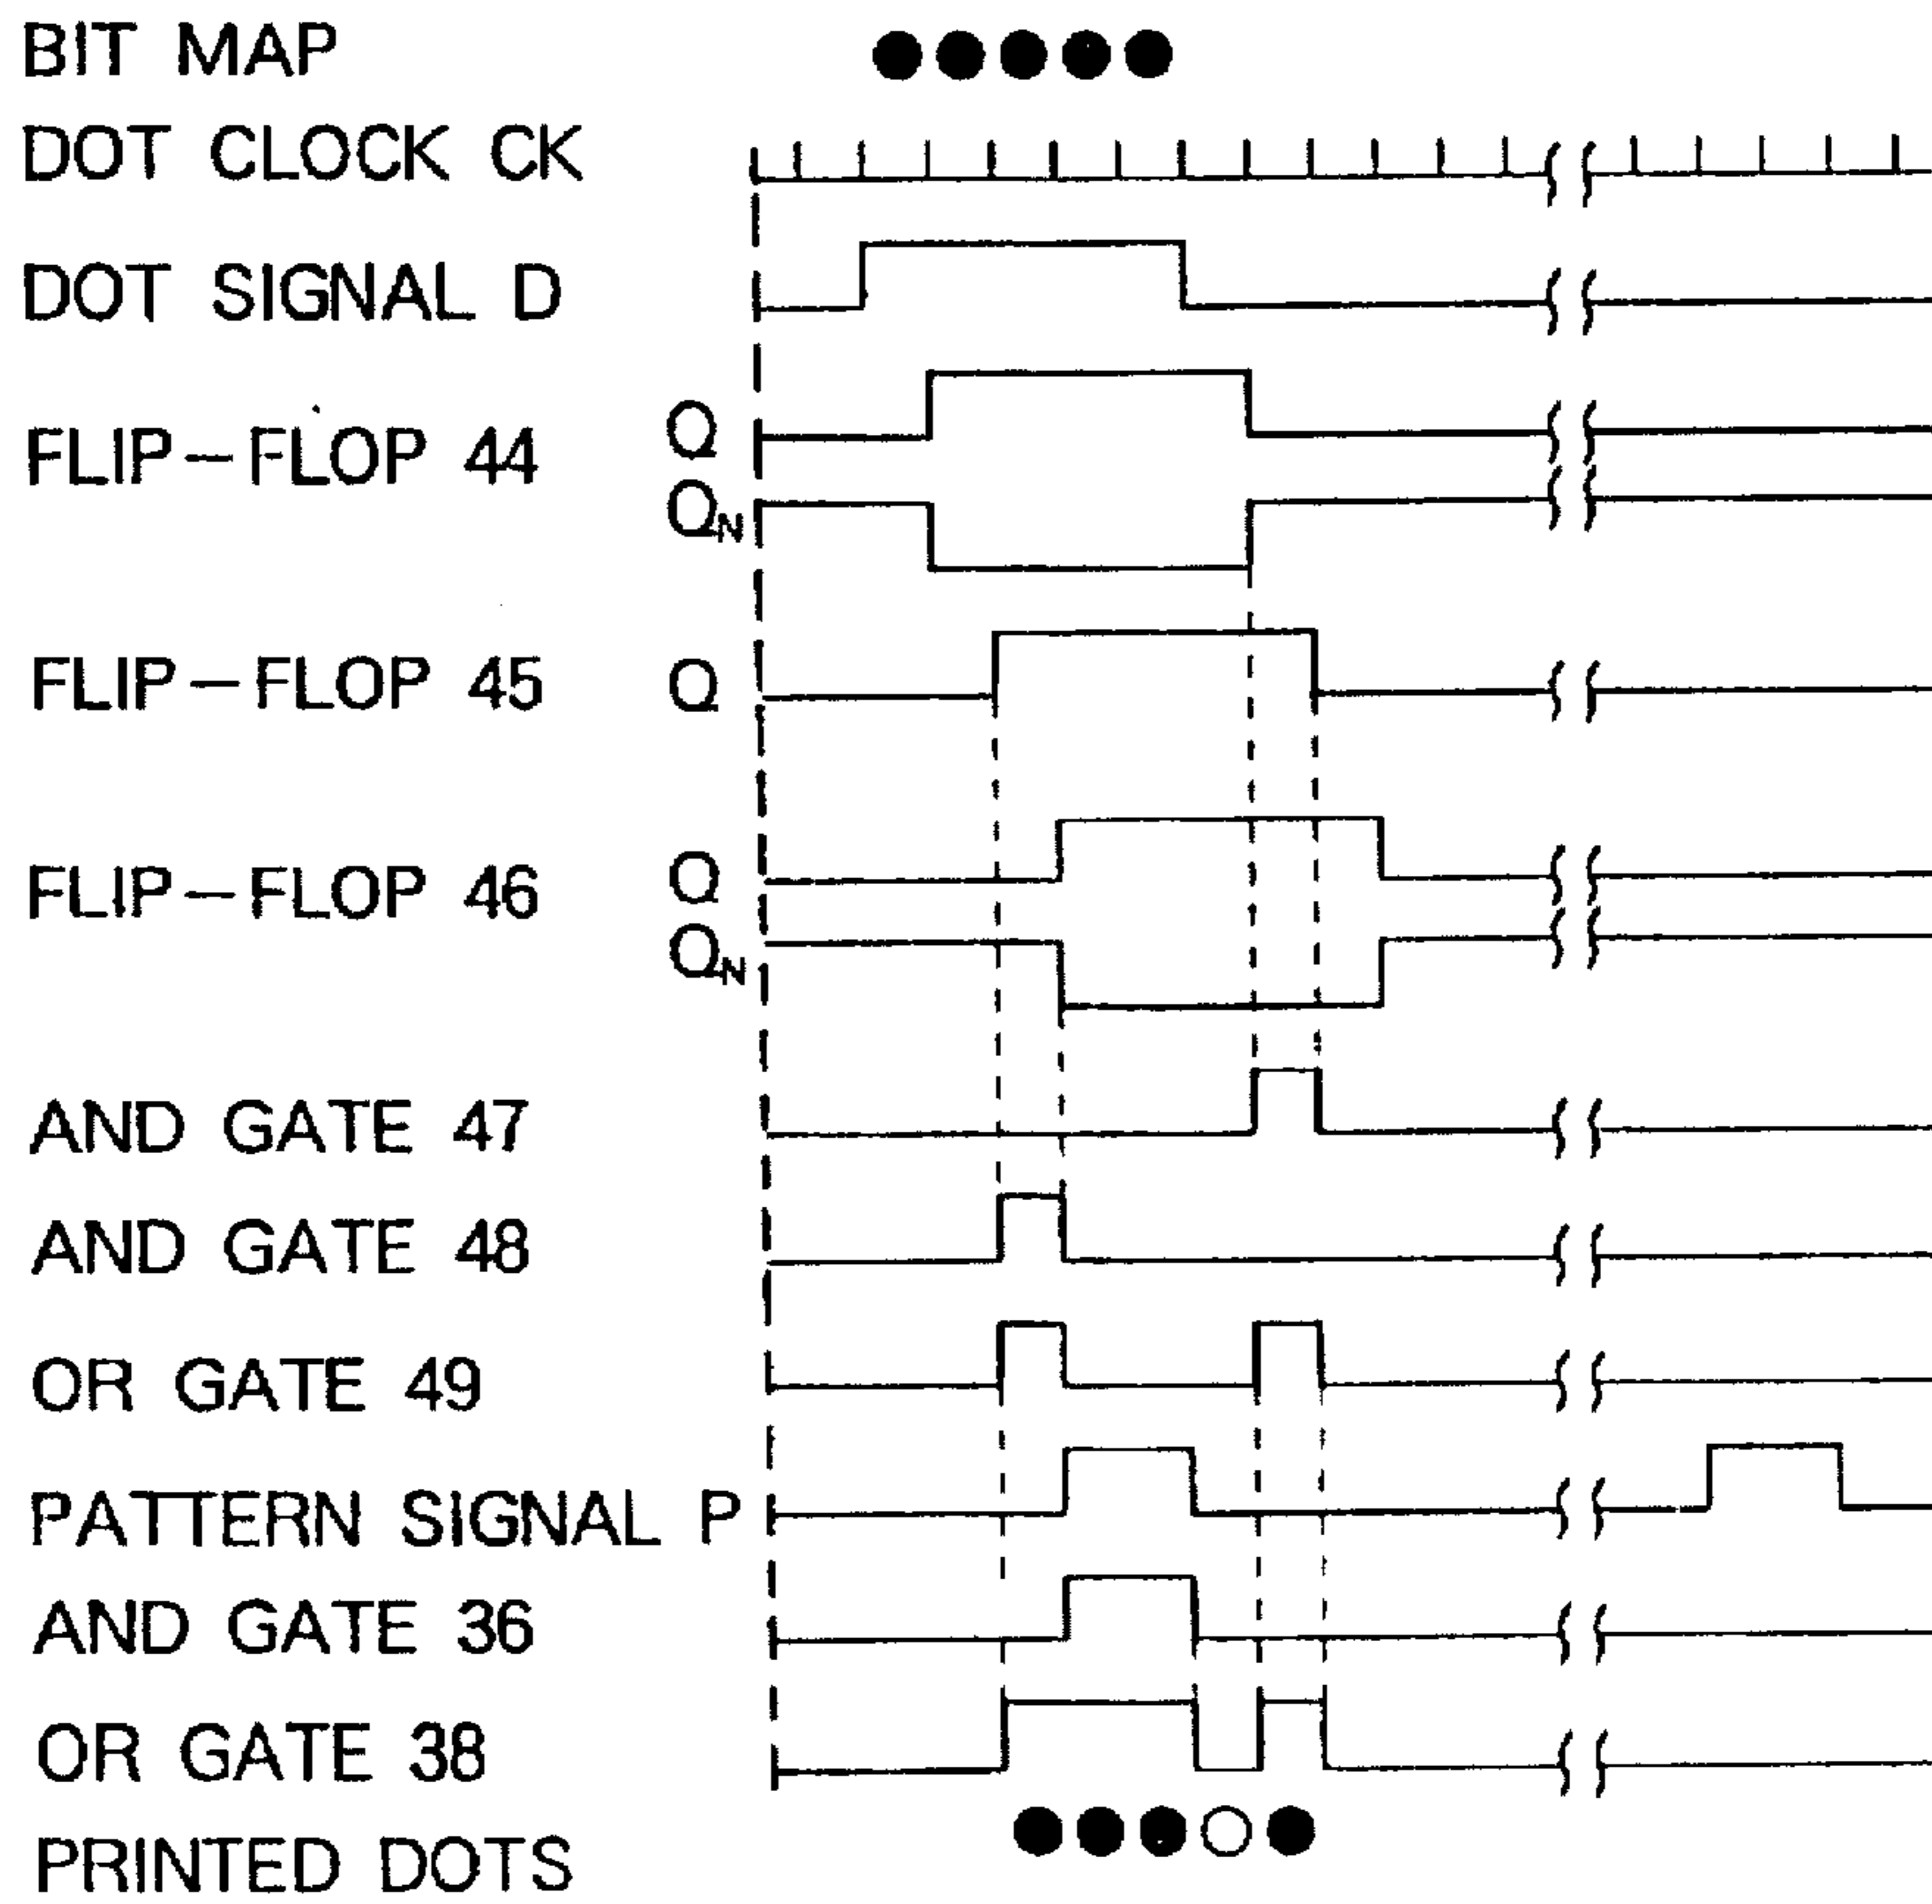 BIT MAP
DOT CLOCK CK
DOT SIGNAL D
Q
FLIP-FLOP 44
QN
FLIP-FLOP 45 Q
FLIP-FLOP 46 Q
QN
AND GATE 47
AND GATE 48
OR GATE 49
PATTERN SIGNAL P
AND GATE 36
OR GATE 38
PRINTED DOTS